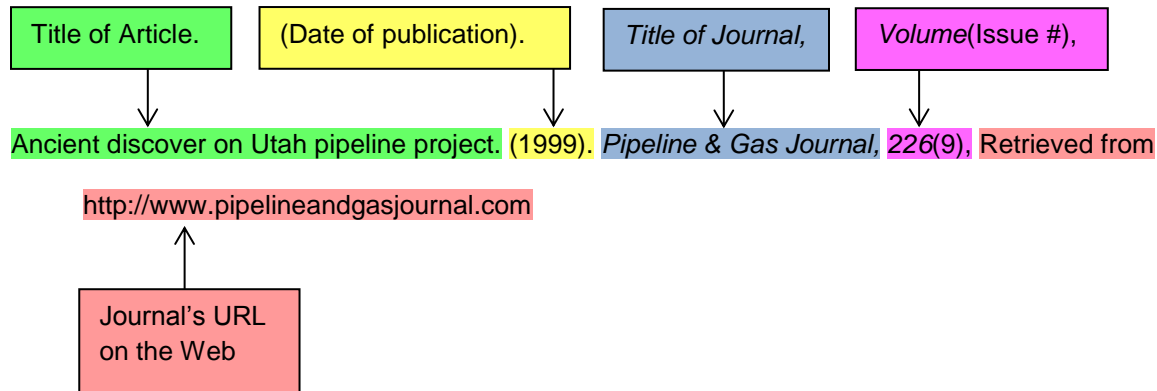 Title of Article.
(Date of publication).
Title of Journal,
Volume(Issue #),
Ancient discover on Utah pipeline project. (1999). Pipeline & Gas Journal, 226(9), Retrieved from
http://www.pipelineandgasjournal.com
Journal's URL
on the Web